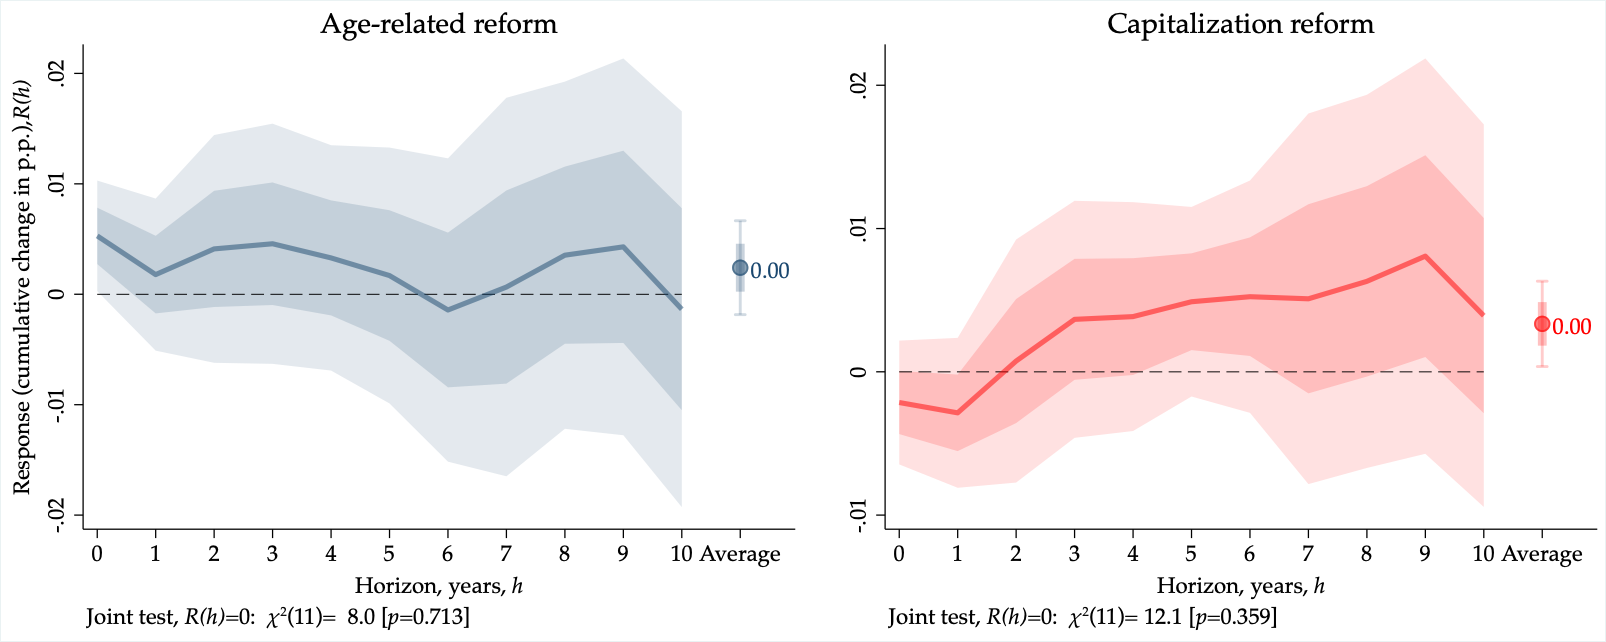 Age-related reform
Response (cumulative change in p.p.),R(h)
.02
.01
0
-.01
-.02
0.00
0 1 2 3 4 5 6 7 8 9 10 Average
Horizon, years, h
Joint test, R(h)=0: χ²(11)= 8.0 [p=0.713]
Capitalization reform
.02
.01
0
-.01
0.00
0 1 2 3 4 5 6 7 8 9 10 Average
Horizon, years, h
Joint test, R(h)=0: χ²(11)= 12.1 [p=0.359]